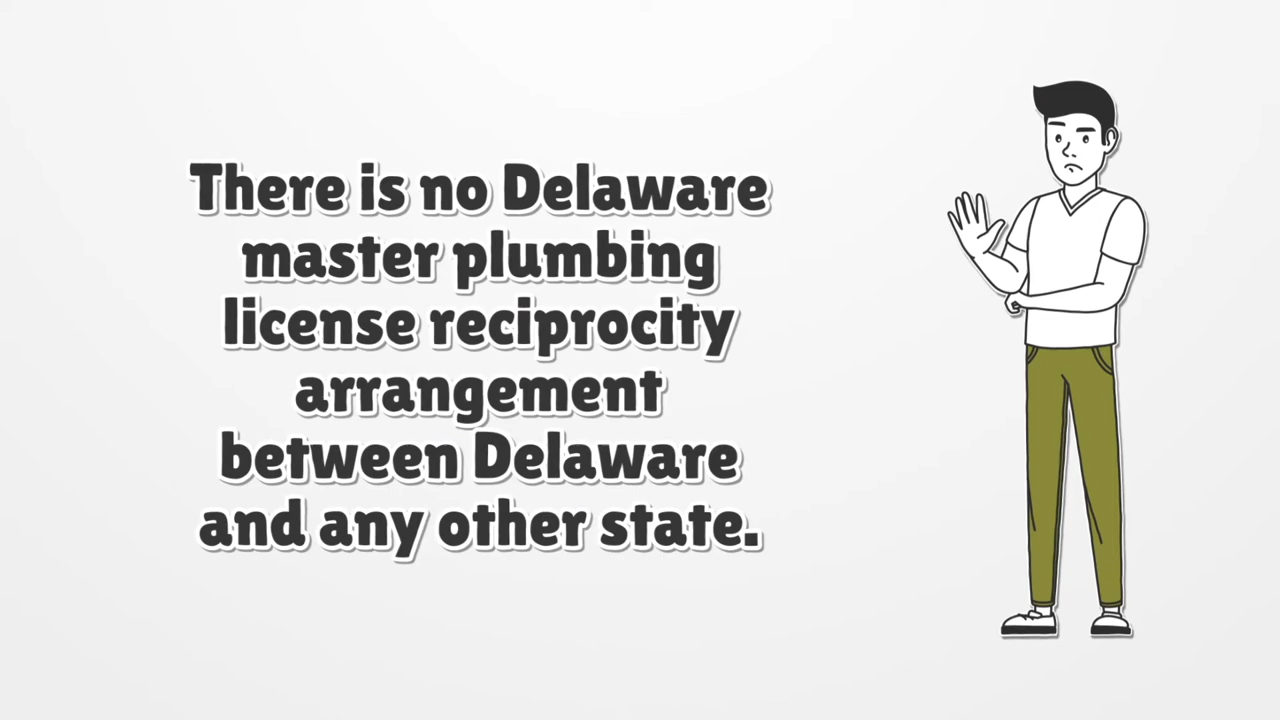 There is no Delaware
master plumbing
license reciprocity
arrangement
between Delaware
and any other state.